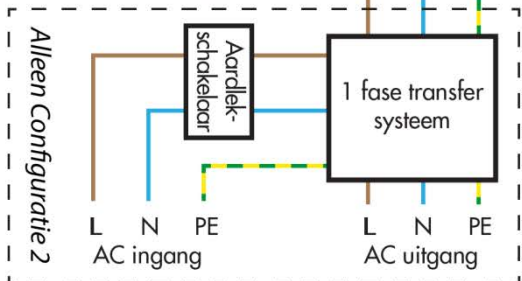 Alleen Configuratie 2
Aardlek-
schakelaar
1 fase transfer
systeem
L N PE
AC ingang
L N PE
AC uitgang